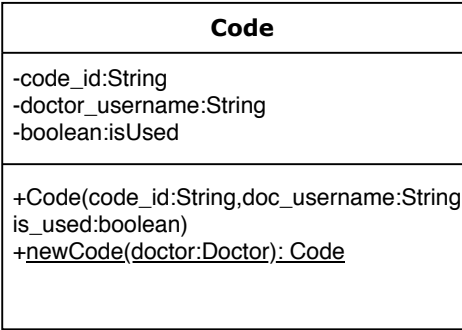 Code
-code_id:String
-doctor_username:String
-boolean:isUsed
+Code(code_id:String,doc_username:String
is_used:boolean)
+newCode(doctor:Doctor): Code